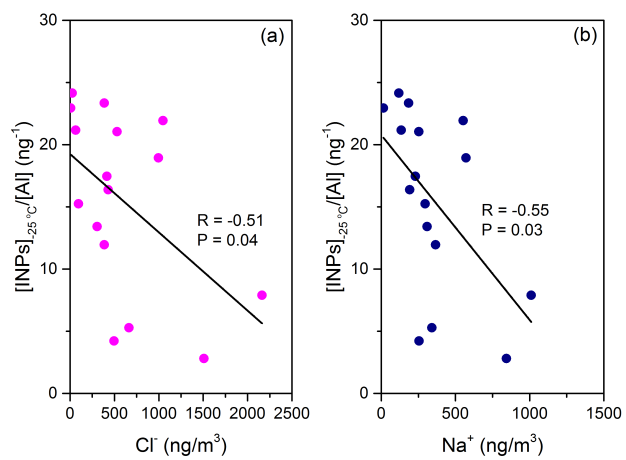 (a)
30
20
10
0
[INPs]-25 °C/[Al] (ng-1)
R = -0.51
P = 0.04
0 500 1000 1500 2000 2500
Cl- (ng/m3)
(b)
30
20
10
0
[INPs]-25 °C/[Al] (ng-1)
R = -0.55
P = 0.03
0 500 1000 1500
Na+ (ng/m3)